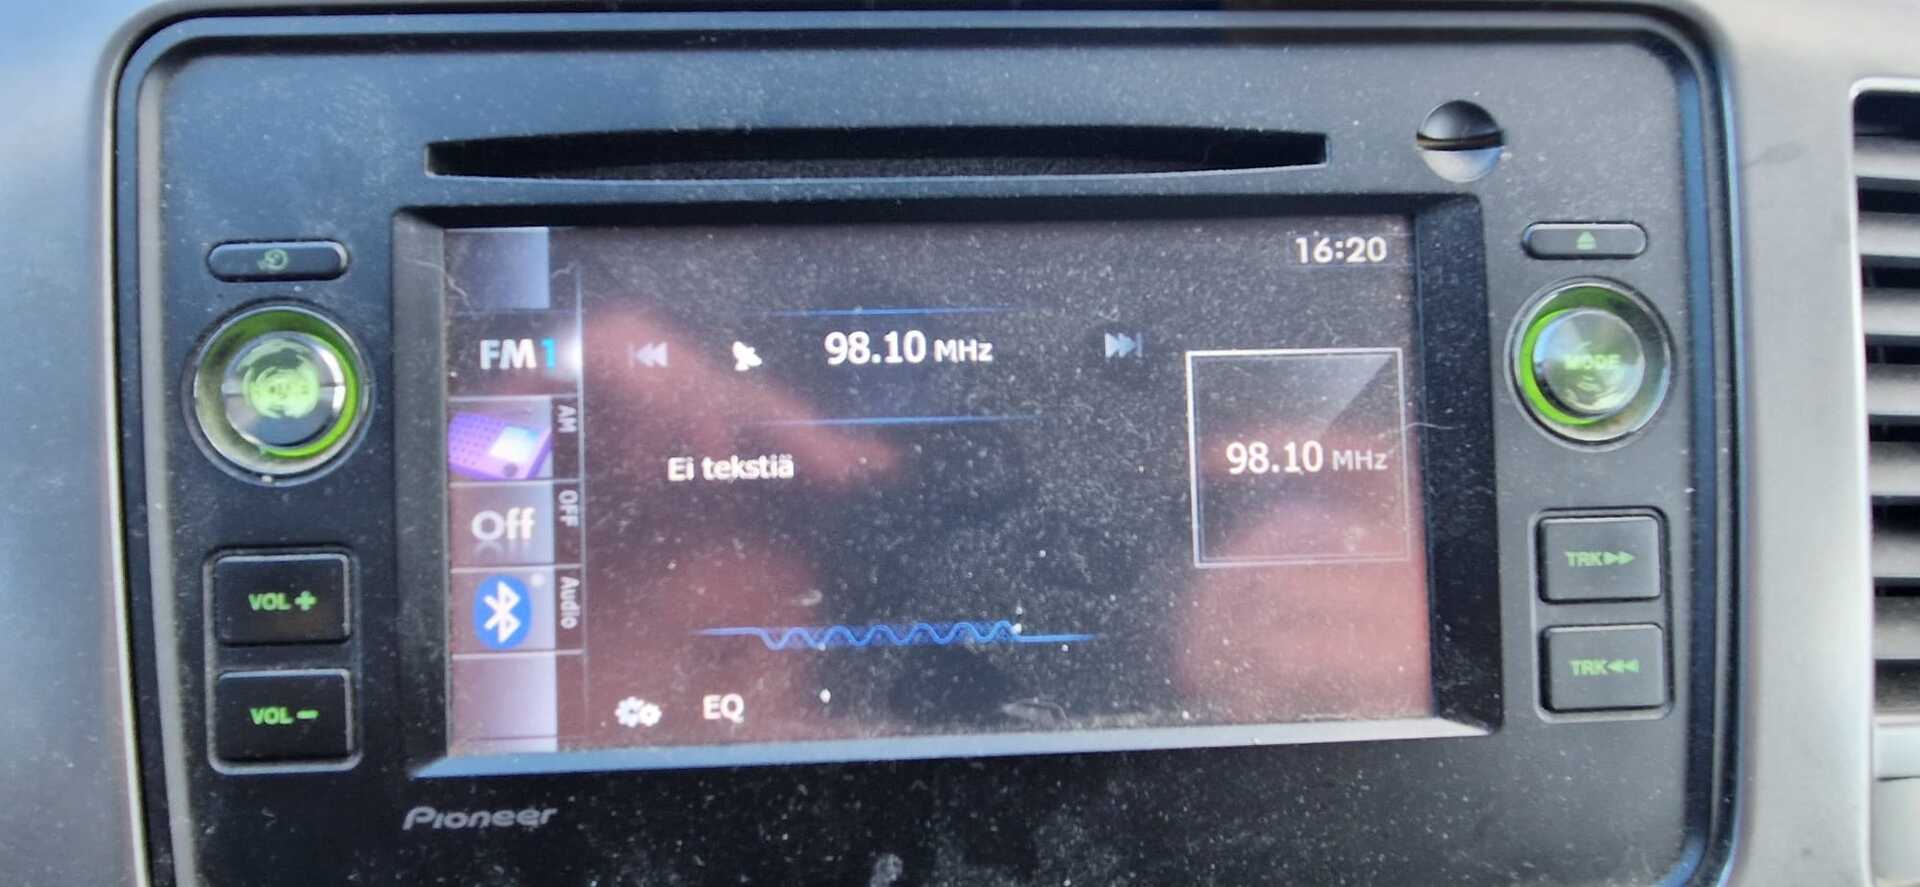 16:20
FM1
98.10 MHz
AM
98.10 MHz
Ei tekstiä
OFF
Off
Audio
EQ
MODE
VOL +
VOL -
TRK
TRK
Pioneer